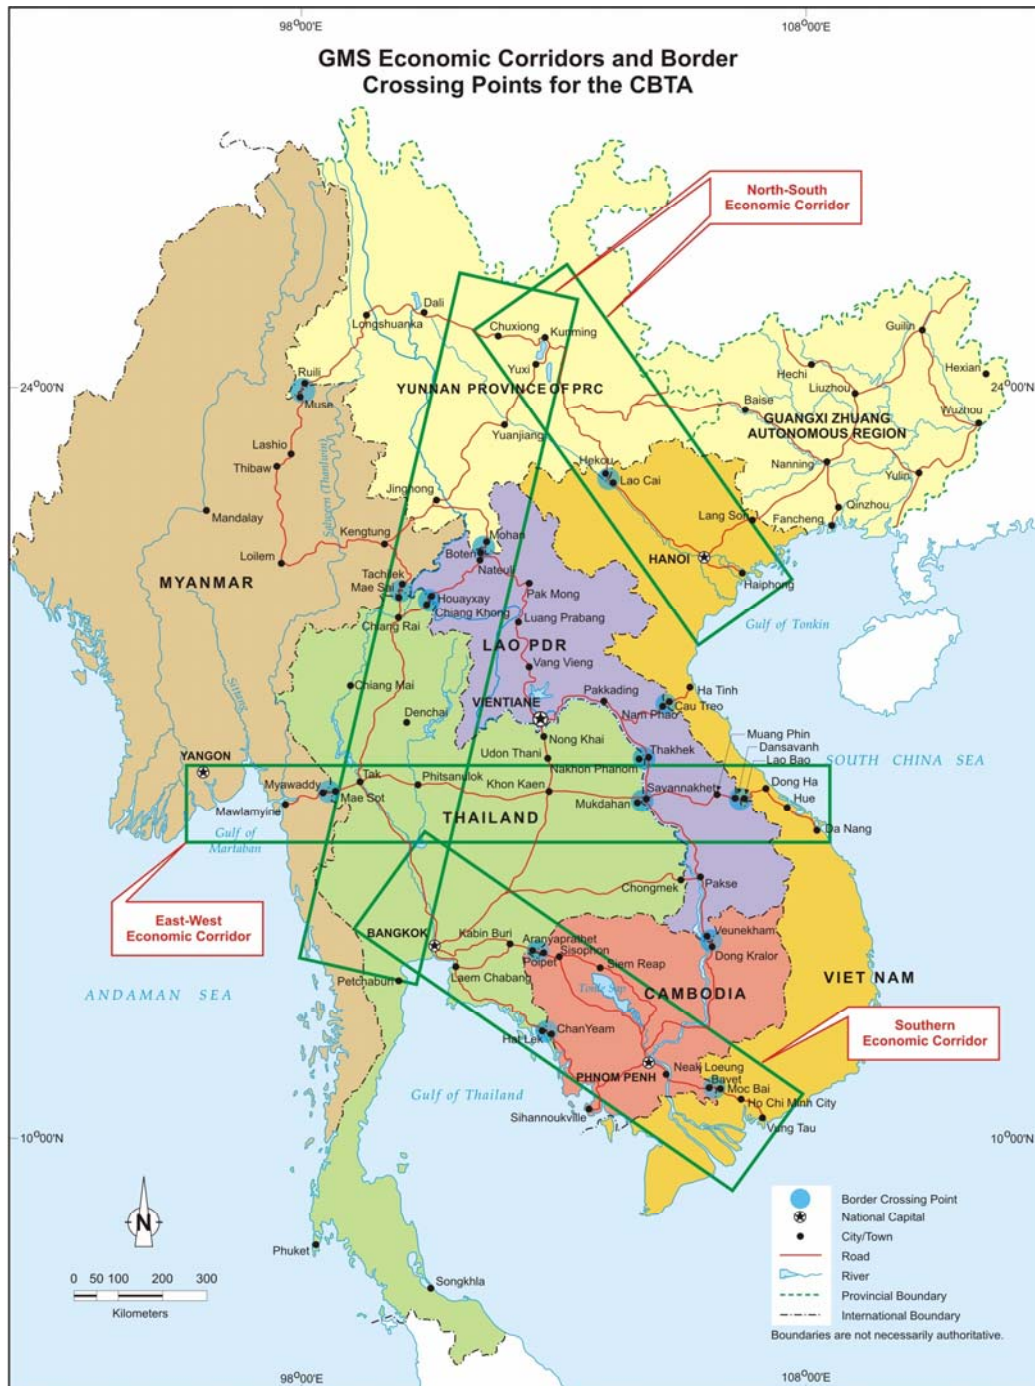 98°00'E
108°00'E
GMS Economic Corridors and Border
Crossing Points for the CBTA
North-South
Economic Corridor
Dali
Longshuanka
Chuxiong
Kunming
Guilin
Yuxi
Hechi
Hexian
Ruili
24°00'N
YUNNAN PROVINCE OF PRC
Liuzhou
24°00'N
Muse
Baise
GUANGXI ZHUANG
AUTONOMOUS REGION
Wuzhou
Yuanjiang
Lashio
Hekou
Nanning
Thibaw
Salween (Thanlwin)
Lao Cai
Yulin
Jinghong
Mandalay
Lang Son
Qinzhou
Fancheng
Kengtung
Mohan
HANOI
Loilem
Boten
Nateuil
Haiphong
MYANMAR
Tachilek
Mae Sai
Houayxay
Pak Mong
Chiang Khong
Chiang Rai
Luang Prabang
Gulf of Tonkin
LAO PDR
Vang Vieng
Sittang
Chiang Mai
Pakkading
Ha Tinh
VIENTIANE
Cau Treo
Denchai
Nam Phao
Nong Khai
Muang Phin
YANGON
Udon Thani
Thakhek
Dansavanh
Nakhon Phanom
Lao Bao
SOUTH CHINA SEA
Tak
Phitsanulok
Khon Kaen
Savannakhet
Dong Ha
Myawaddy
Mae Sot
Mukdahan
Hue
Mawlamyine
THAILAND
Da Nang
Gulf of
Martaban
Chongmek
Pakse
East-West
Economic Corridor
BANGKOK
Kabin Buri
Aranyaprathet
Veunekham
Poipet
Sisophon
Dong Kralor
Petchaburi
Laem Chabang
Siem Reap
VIET NAM
ANDAMAN SEA
Tonle Sap
CAMBODIA
Hat Lek
ChanYeam
Southern
Economic Corridor
PHNOM PENH
Neak Loeung
Bavet
Moc Bai
Gulf of Thailand
Ho Chi Minh City
Sihannoukville
Vung Tau
10°00'N
10°00'N
Border Crossing Point
N
National Capital
City/Town
Phuket
Road
0 50 100 200 300
Songkhla
River
Kilometers
Provincial Boundary
International Boundary
Boundaries are not necessarily authoritative.
98°00'E
108°00'E